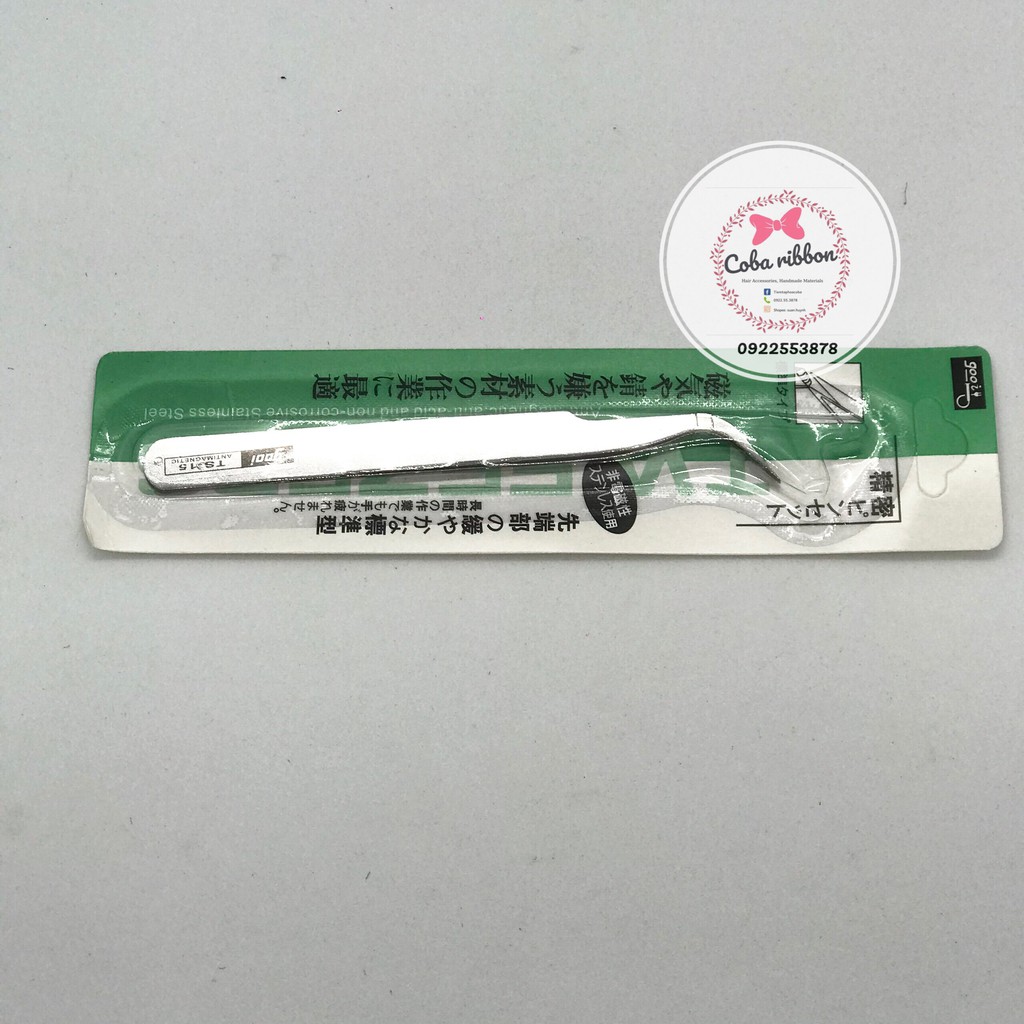 Coba ribbon
Hair Accessories, Handmade Materials
0922553878
磁気や錆を嫌う素材の作業に最適
Anti-magnetic anti-acid and non-corrosive Stainless Steel
TS-15
ANTIMAGNETIC
非磁性
ステンレス使用
先端部の緩やかな標準型
長時間の作業でも手が疲れません。
精密ピンセット